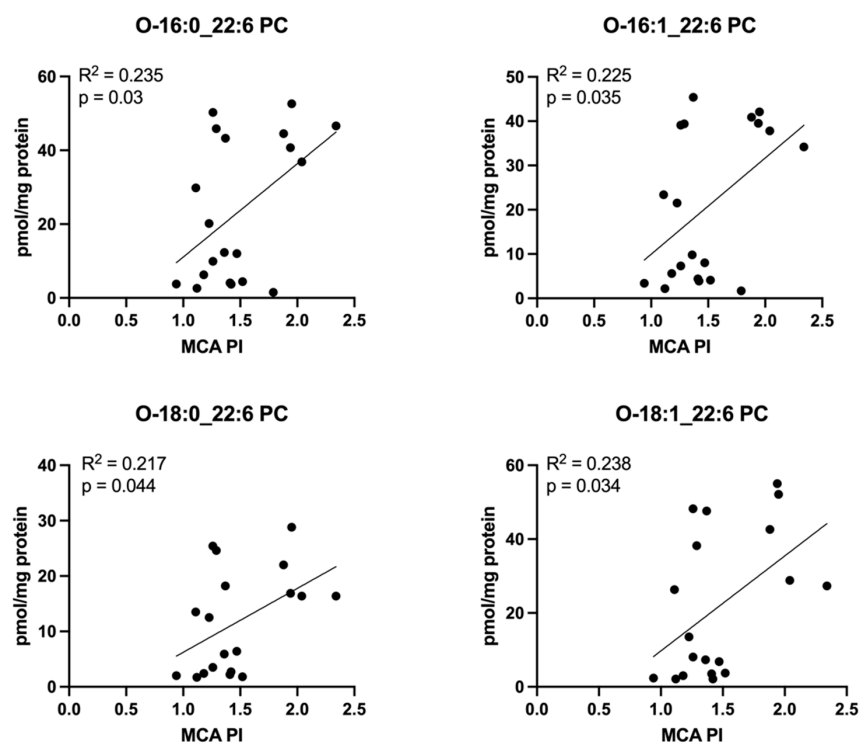 O-16:0_22:6 PC
R² = 0.235
p = 0.03
60
40
20
0
pmol/mg protein
0.0 0.5 1.0 1.5 2.0 2.5
MCA PI
O-16:1_22:6 PC
R² = 0.225
p = 0.035
50
40
30
20
10
0
pmol/mg protein
0.0 0.5 1.0 1.5 2.0 2.5
MCA PI
O-18:0_22:6 PC
R² = 0.217
p = 0.044
40
30
20
10
0
pmol/mg protein
0.0 0.5 1.0 1.5 2.0 2.5
MCA PI
O-18:1_22:6 PC
R² = 0.238
p = 0.034
60
40
20
0
pmol/mg protein
0.0 0.5 1.0 1.5 2.0 2.5
MCA PI